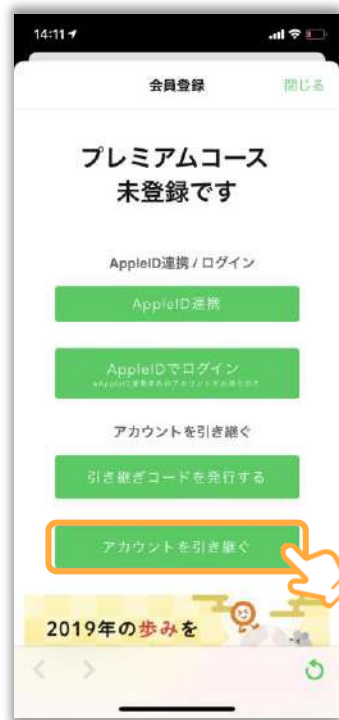 14:11
会員登録
閉じる
プレミアムコース
未登録です
AppleID連携 / ログイン
AppleID連携
AppleIDでログイン
アカウントを引き継ぐ
引き継ぎコードを発行する
アカウントを引き継ぐ
2019年の歩みを